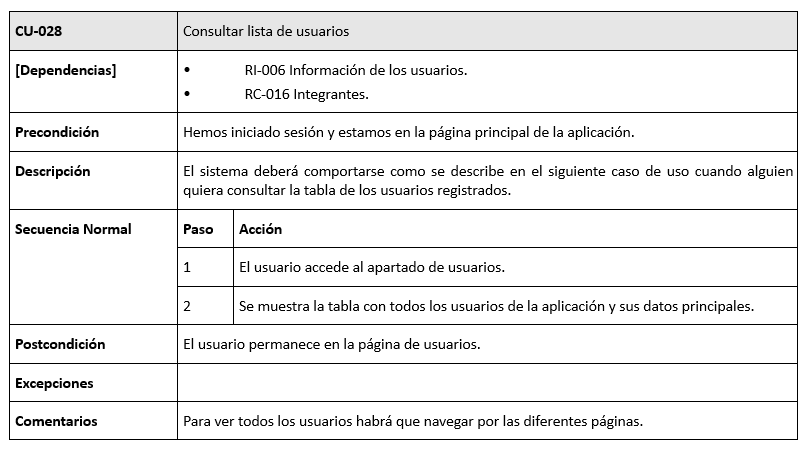 CU-028 Consultar lista de usuarios
[Dependencias] • RI-006 Información de los usuarios.
• RC-016 Integrantes.
Precondición Hemos iniciado sesión y estamos en la página principal de la aplicación.
Descripción El sistema deberá comportarse como se describe en el siguiente caso de uso cuando alguien
quiera consultar la tabla de los usuarios registrados.
Secuencia Normal Paso Acción
1 El usuario accede al apartado de usuarios.
2 Se muestra la tabla con todos los usuarios de la aplicación y sus datos principales.
Postcondición El usuario permanece en la página de usuarios.
Excepciones
Comentarios Para ver todos los usuarios habrá que navegar por las diferentes páginas.